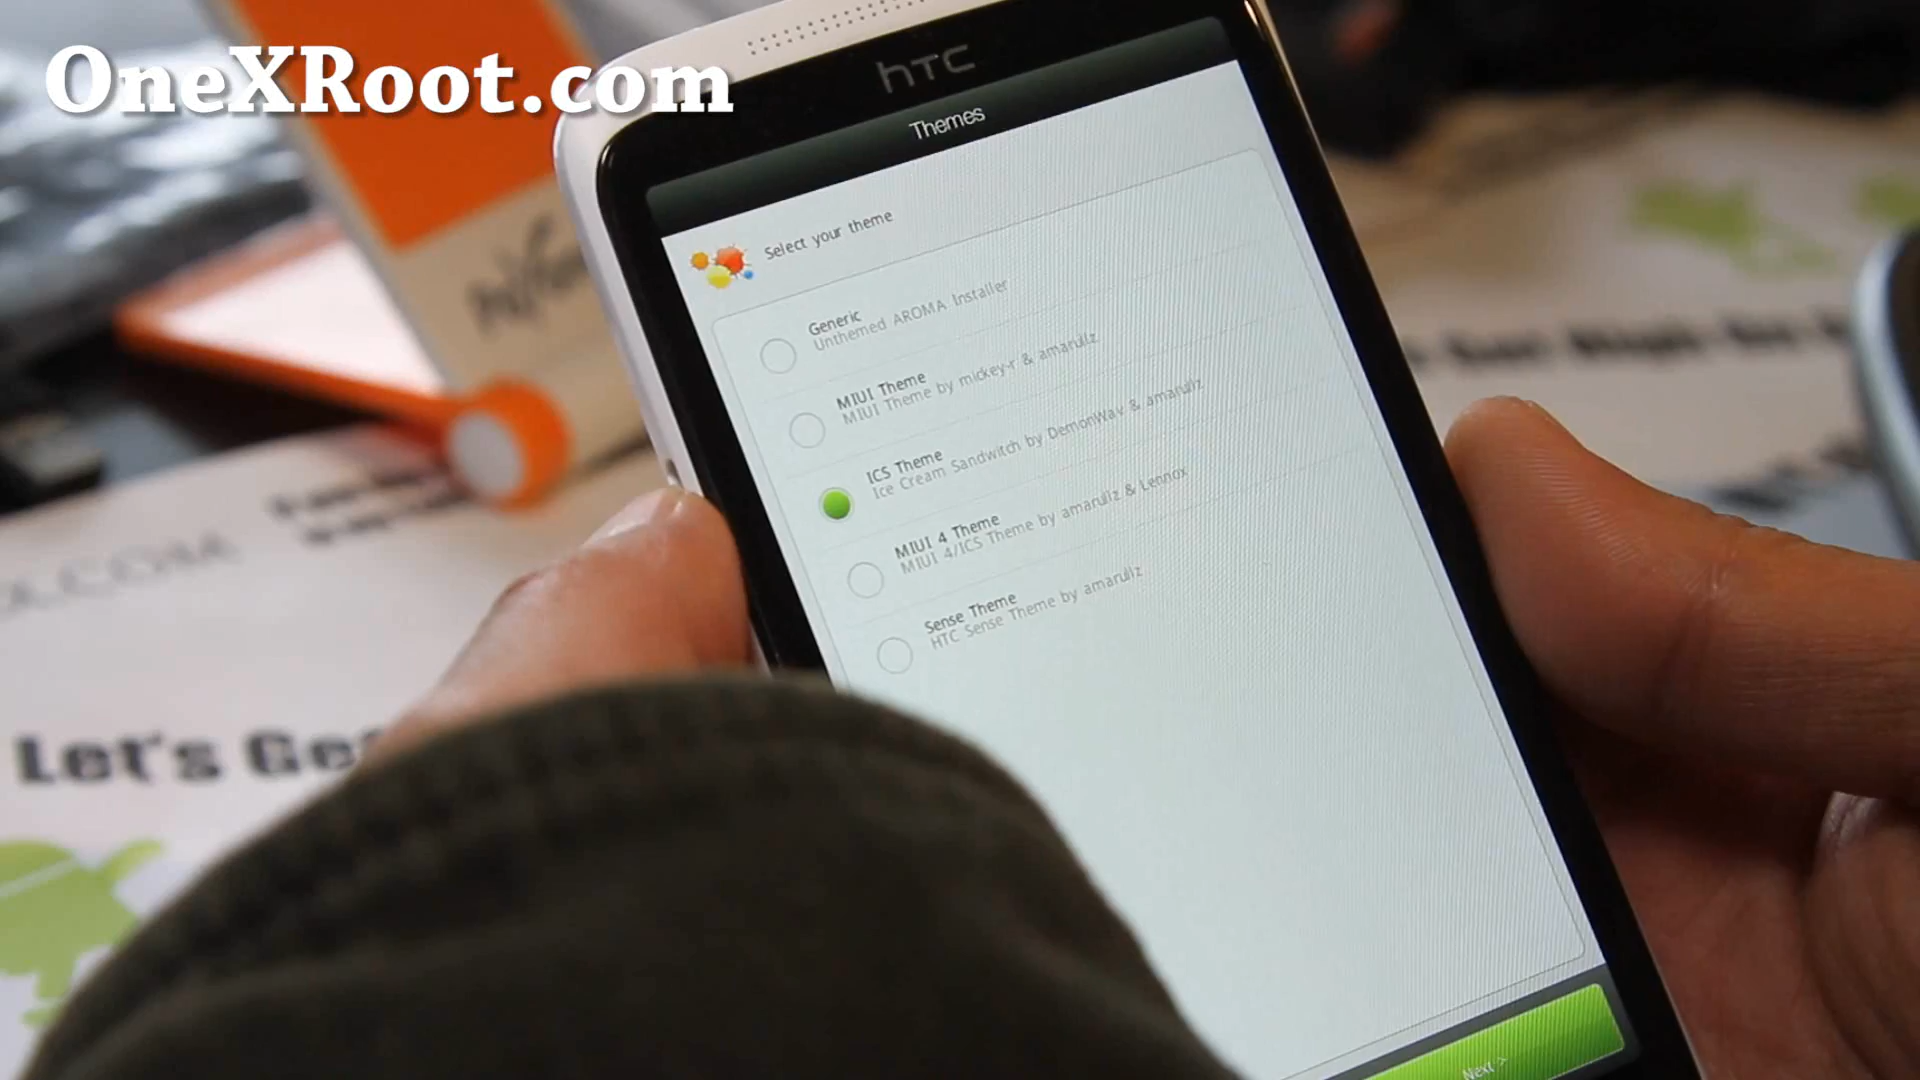 OneXRoot.com
hTC
Themes
Select your theme
Generic
Unthemed AROMA Installer
MIUI Theme
MIUI Theme by mickey-r & amarullz
ICS Theme
Ice Cream Sandwitch by DemonWav & amarullz
MIUI 4 Theme
MIUI 4/ICS Theme by amarullz & Lennox
Sense Theme
HTC Sense Theme by amarullz
Next >
Let's